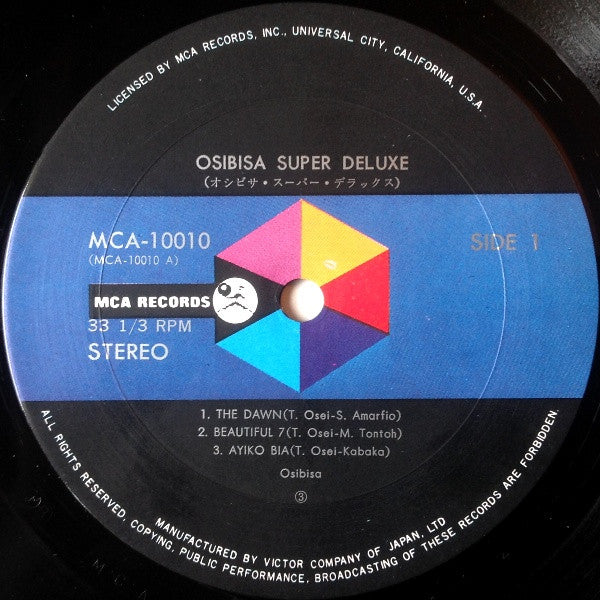 LICENSED BY MCA RECORDS, INC., UNIVERSAL CITY, CALIFORNIA, U.S.A.
OSIBISA SUPER DELUXE
(オシビサ・スーパー・デラックス)
MCA-10010
(MCA-10010 A)
SIDE 1
MCA RECORDS
33 1/3 RPM
STEREO
1. THE DAWN(T. Osei-S. Amarfio)
2. BEAUTIFUL 7(T. Osei-M. Tontoh)
3. AYIKO BIA(T. Osei-Kabaka)
Osibisa
③
MANUFACTURED BY VICTOR COMPANY OF JAPAN, LTD
ALL RIGHTS RESERVED. COPYING, PUBLIC PERFORMANCE, BROADCASTING OF THESE RECORDS ARE FORBIDDEN.